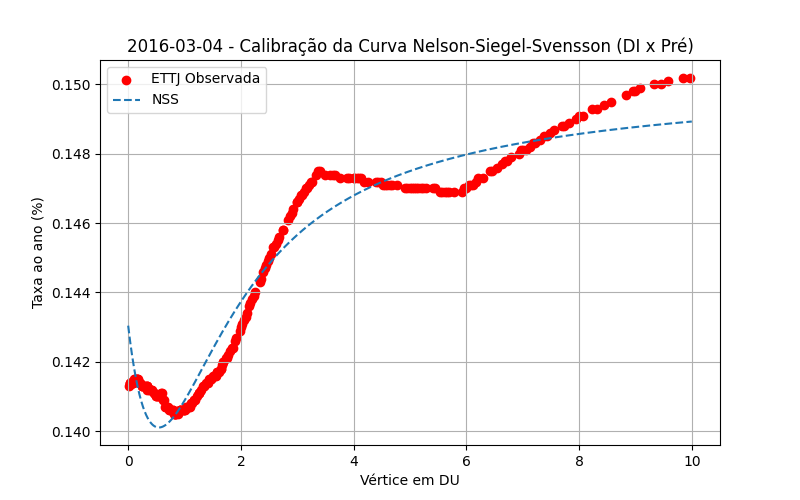 2016-03-04 - Calibração da Curva Nelson-Siegel-Svensson (DI x Pré)
ETTJ Observada
NSS
Taxa ao ano (%)
0.150
0.148
0.146
0.144
0.142
0.140
0 2 4 6 8 10
Vértice em DU